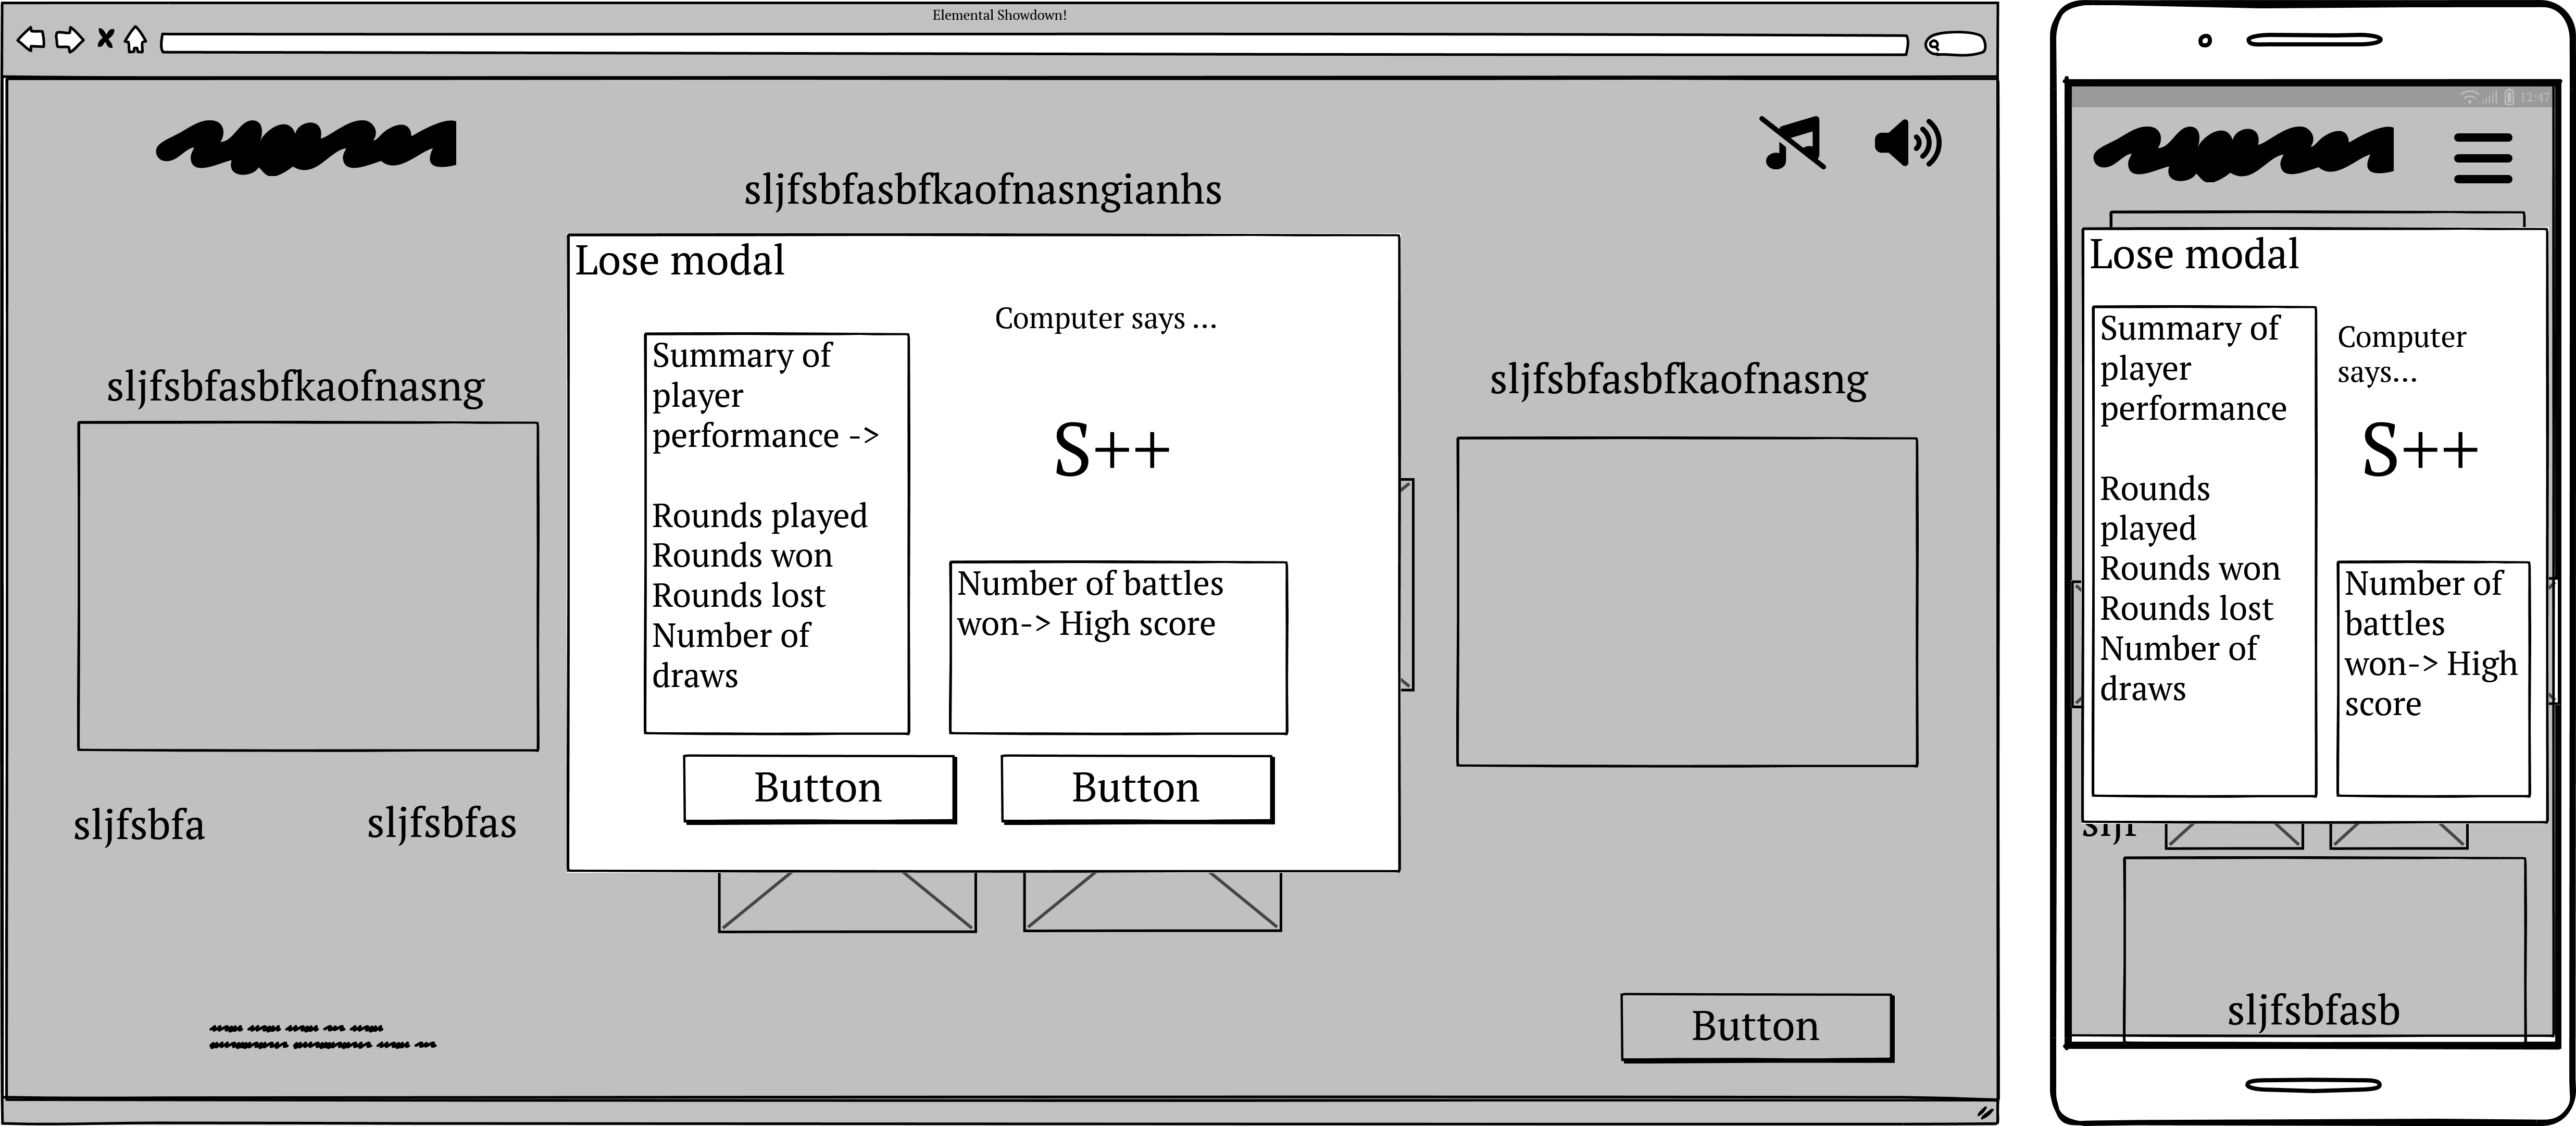 Elemental Showdown!
sljfsbfasbfkaofnasngianhs
Lose modal
Computer says ...
Summary of
player
performance ->
Rounds played
Rounds won
Rounds lost
Number of
draws
S++
Number of battles
won-> High score
Button
Button
sljfsbfasbfkaofnasng
sljfsbfa
sljfsbfas
sljfsbfasbfkaofnasng
Button
12:47
Lose modal
Summary of
player
performance
Rounds
played
Rounds won
Rounds lost
Number of
draws
Computer
says...
S++
Number of
battles
won-> High
score
sljfsbfasb